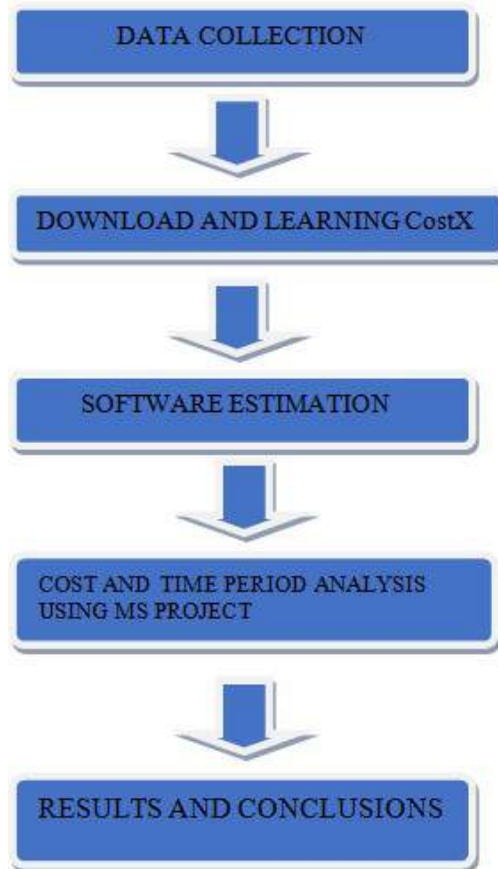 DATA COLLECTION
DOWNLOAD AND LEARNING CostX
SOFTWARE ESTIMATION
COST AND TIME PERIOD ANALYSIS
USING MS PROJECT
RESULTS AND CONCLUSIONS